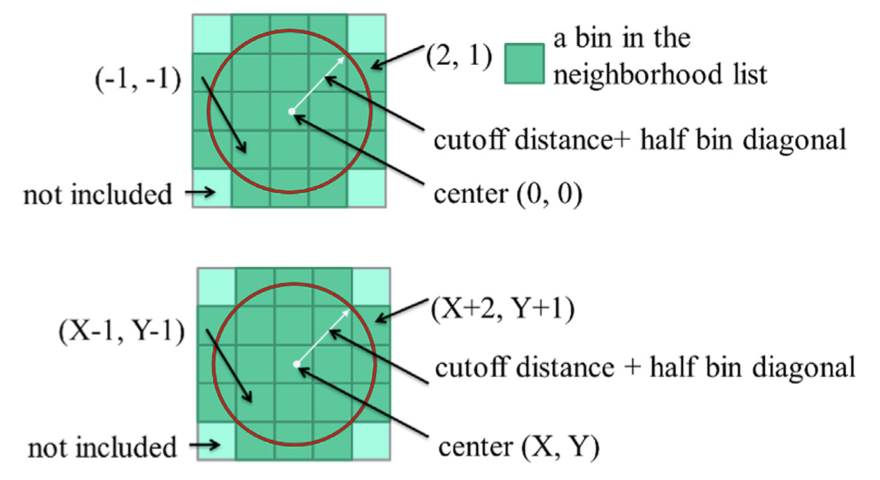 (-1, -1)
(2, 1)
a bin in the
neighborhood list
cutoff distance+ half bin diagonal
not included
center (0, 0)
(X-1, Y-1)
(X+2, Y+1)
cutoff distance + half bin diagonal
not included
center (X, Y)